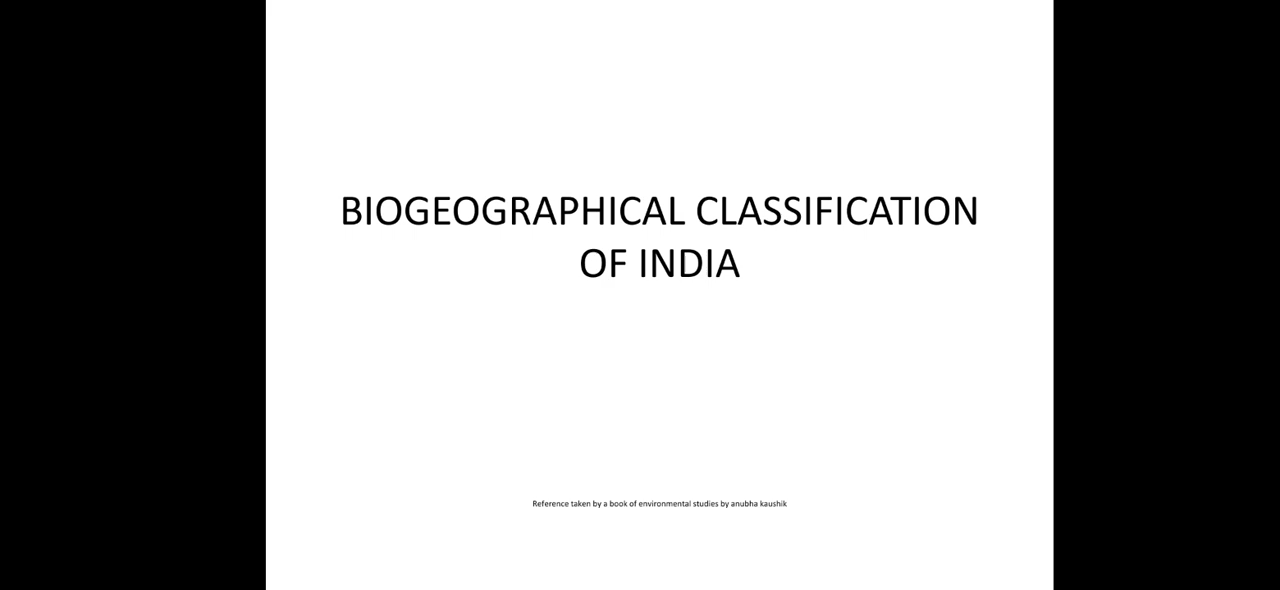 BIOGEOGRAPHICAL CLASSIFICATION
OF INDIA
Reference taken by a book of environmental studies by anubha kaushik